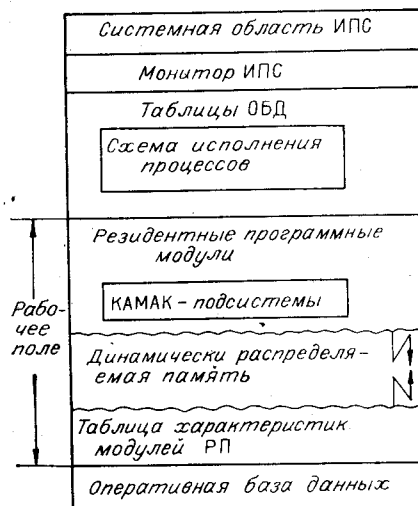 Системная область ИПС
Монитор ИПС
Таблицы ОБД
Схема исполнения
процессов
Резидентные программные
модули
КАМАК - подсистемы
Рабо-
чее
поле
Динамически распределя-
емая память
Таблица характеристик
модулей РП
Оперативная база данных